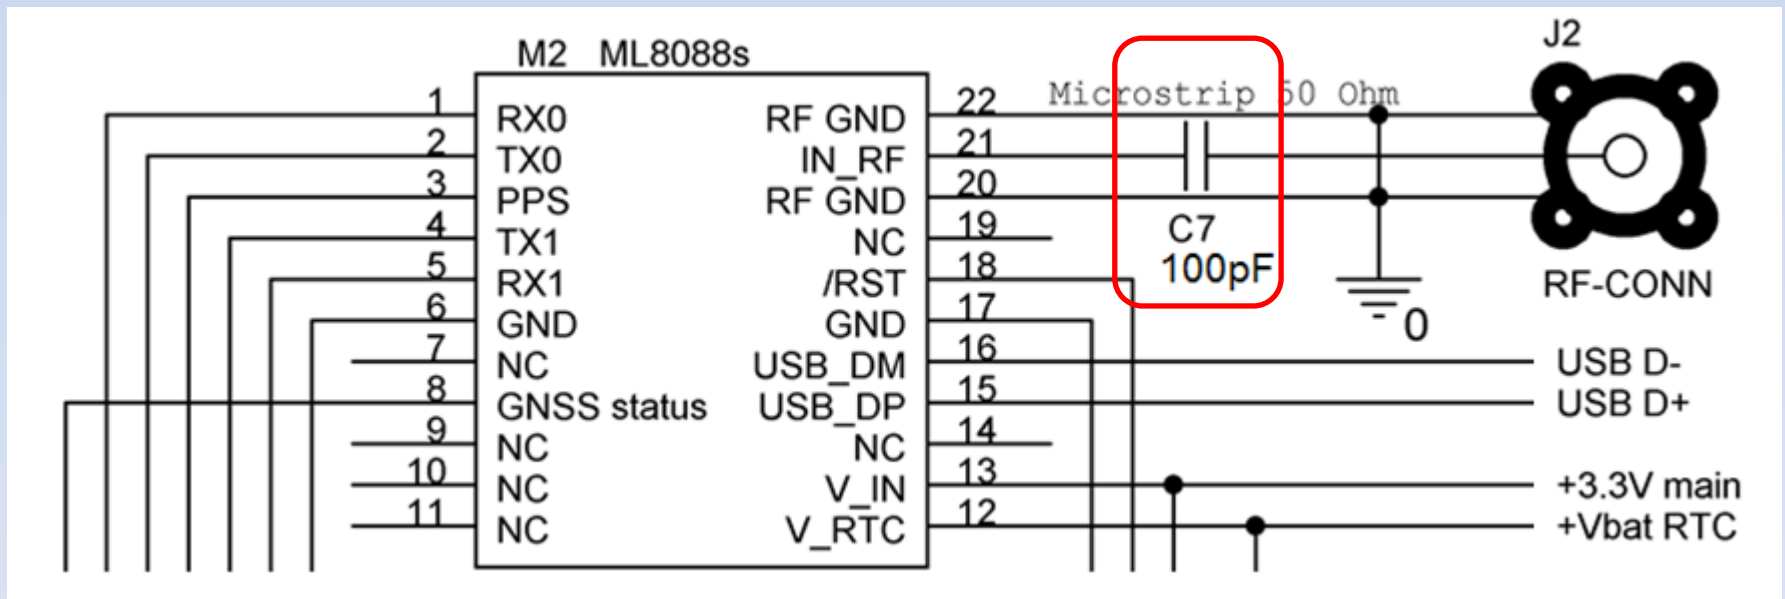 M2 ML8088s
J2
Microstrip 50 Ohm
1 RX0 RF GND 22
2 TX0 IN_RF 21
3 PPS RF GND 20
4 TX1 NC 19
5 RX1 /RST 18
6 GND GND 17
7 NC USB_DM 16
8 GNSS status USB_DP 15
9 NC NC 14
10 NC V_IN 13
11 NC V_RTC 12
C7
100pF
RF-CONN
0
USB D-
USB D+
+3.3V main
+Vbat RTC